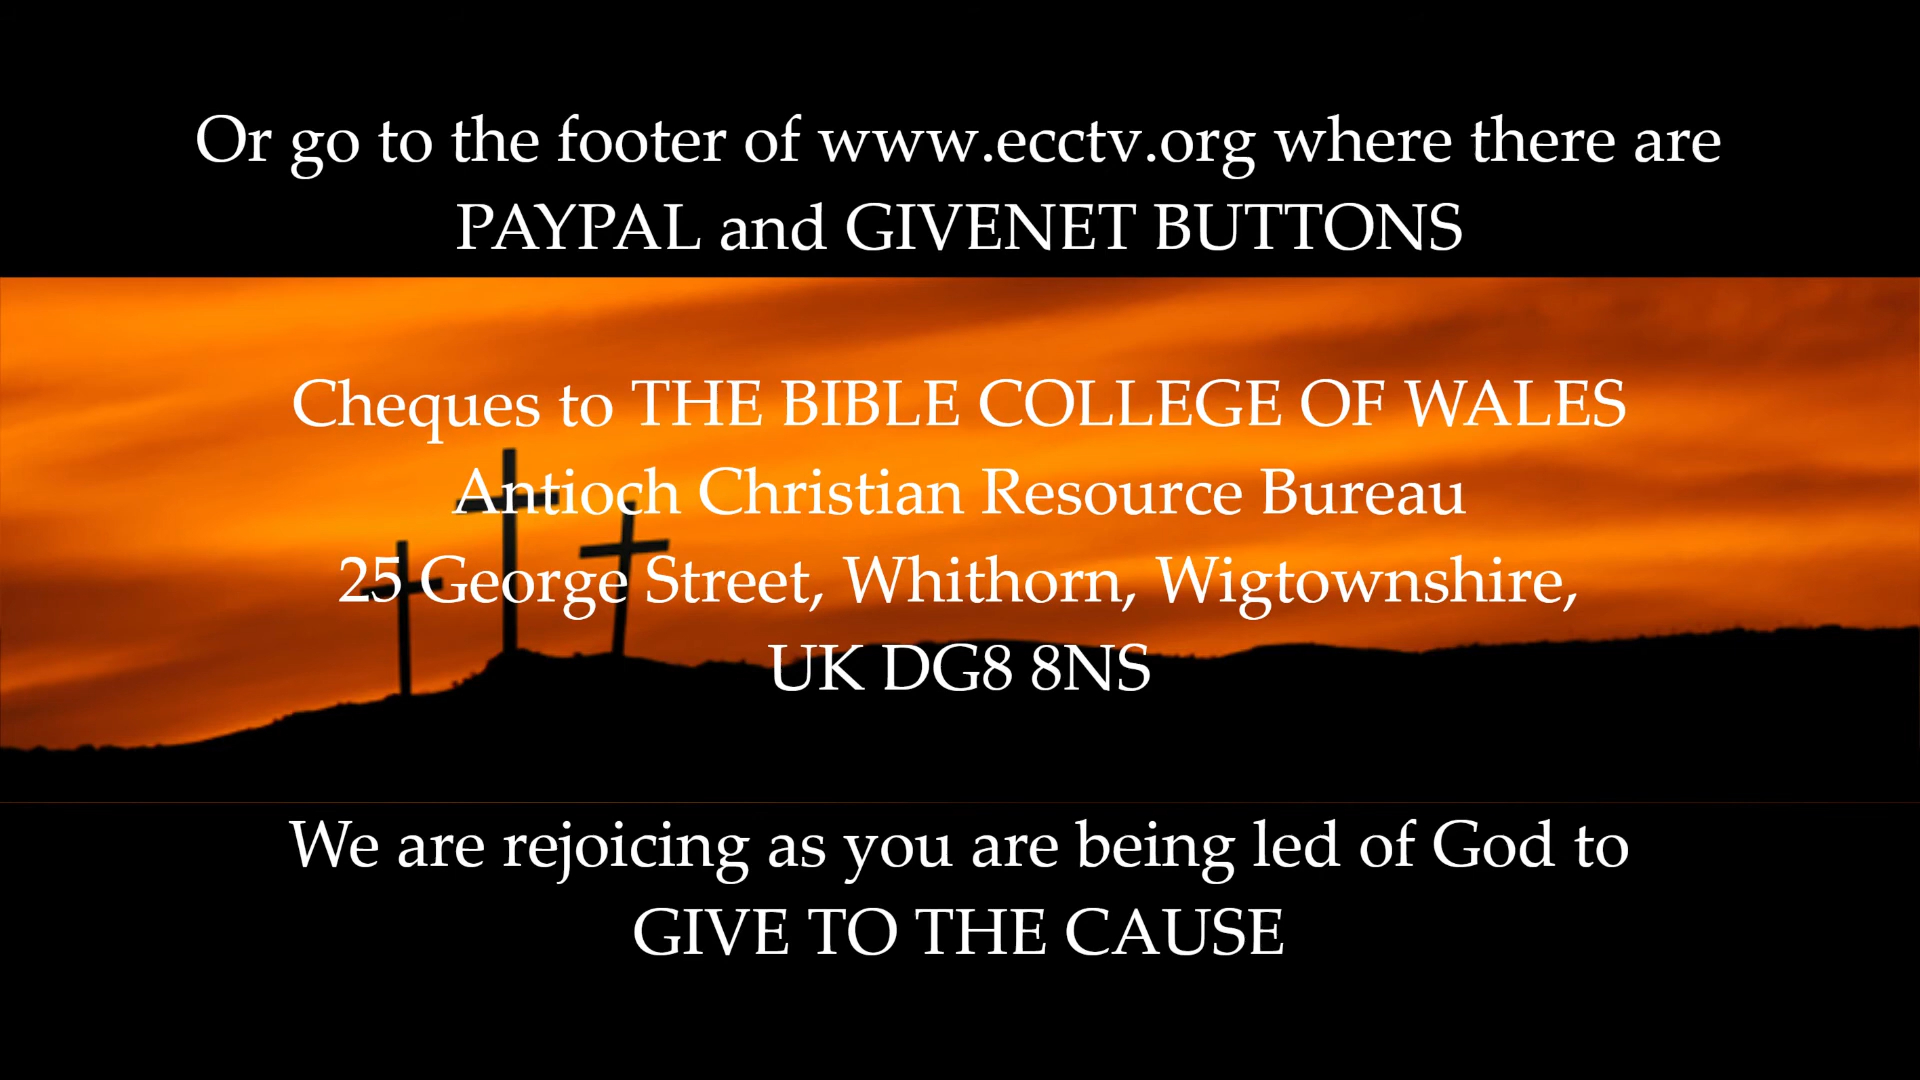 Or go to the footer of www.ecctv.org where there are
PAYPAL and GIVENET BUTTONS
Cheques to THE BIBLE COLLEGE OF WALES
Antioch Christian Resource Bureau
25 George Street, Whithorn, Wigtownshire,
UK DG8 8NS
We are rejoicing as you are being led of God to
GIVE TO THE CAUSE